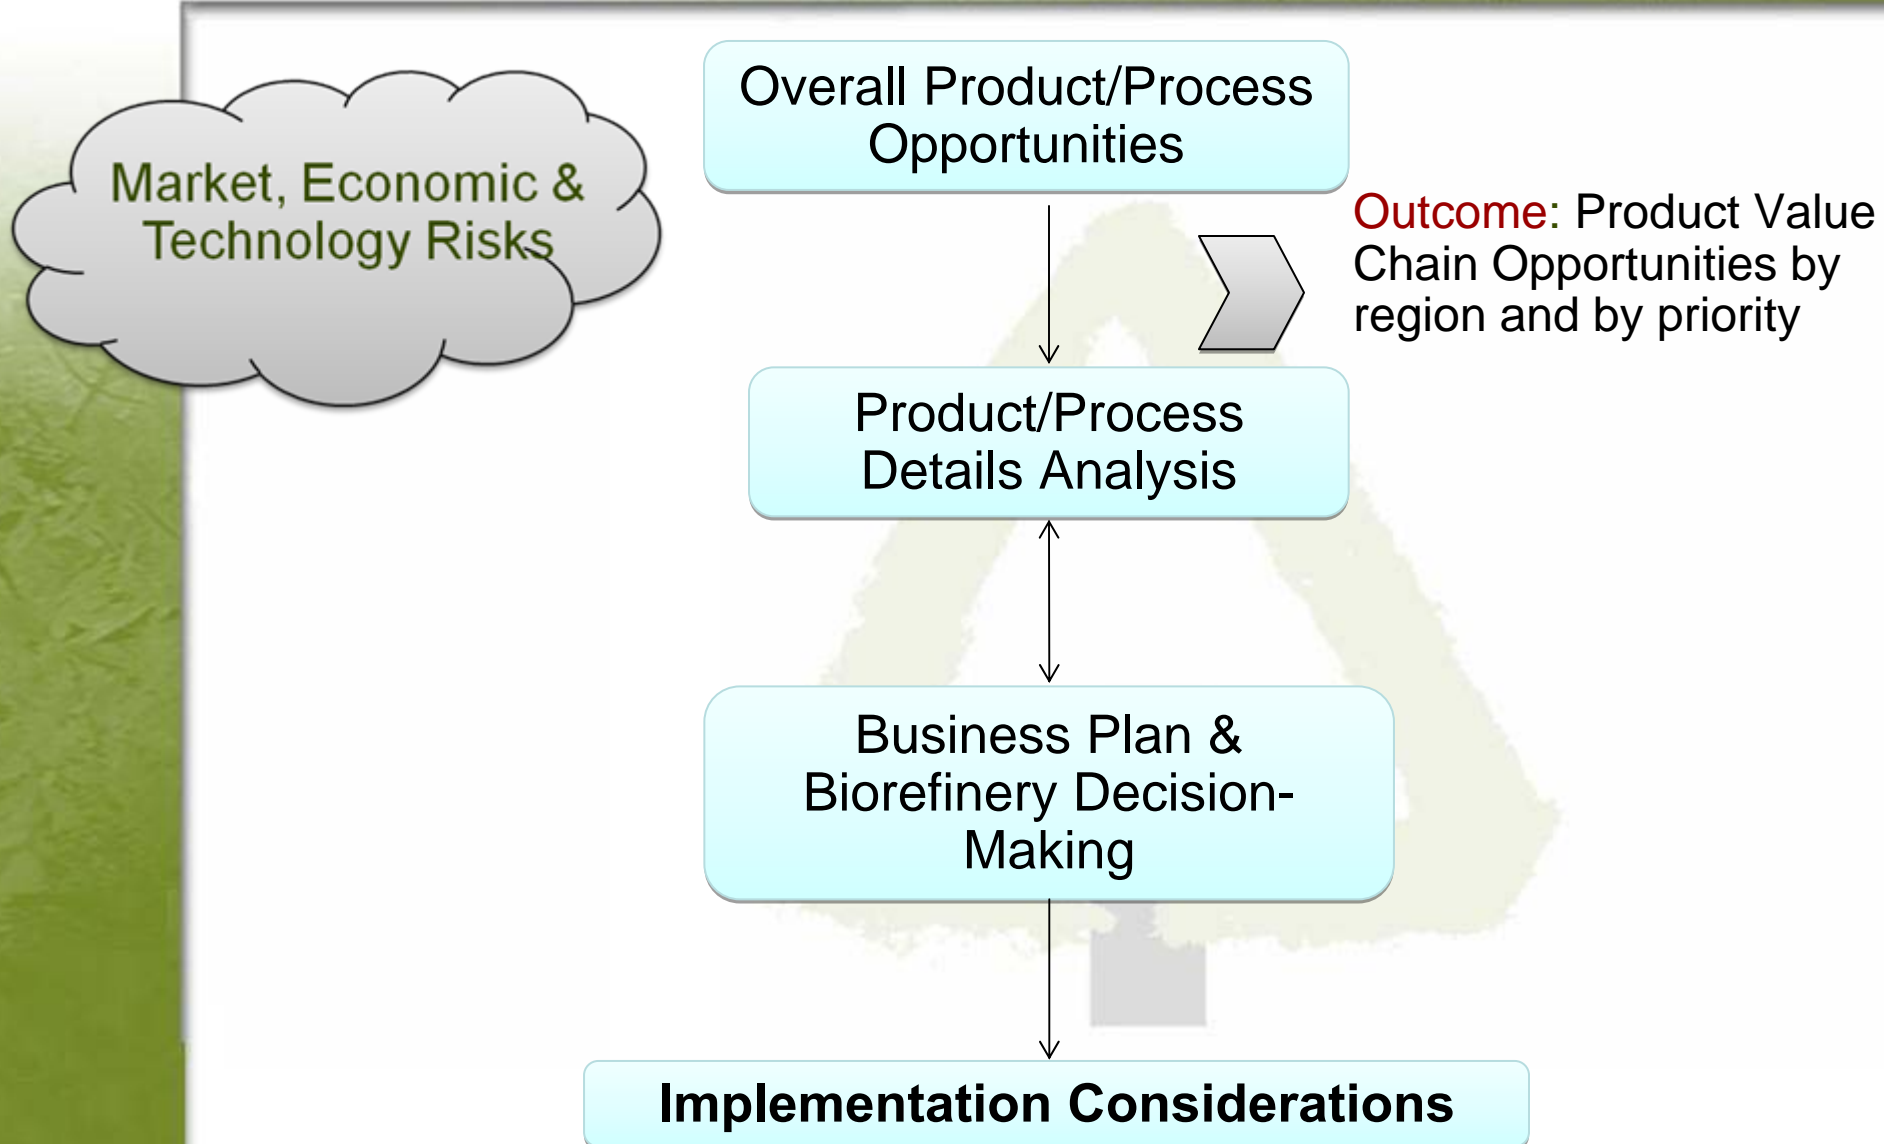 Overall Product/Process
Opportunities
Market, Economic &
Technology Risks
Outcome: Product Value
Chain Opportunities by
region and by priority
Product/Process
Details Analysis
Business Plan &
Biorefinery Decision-
Making
Implementation Considerations